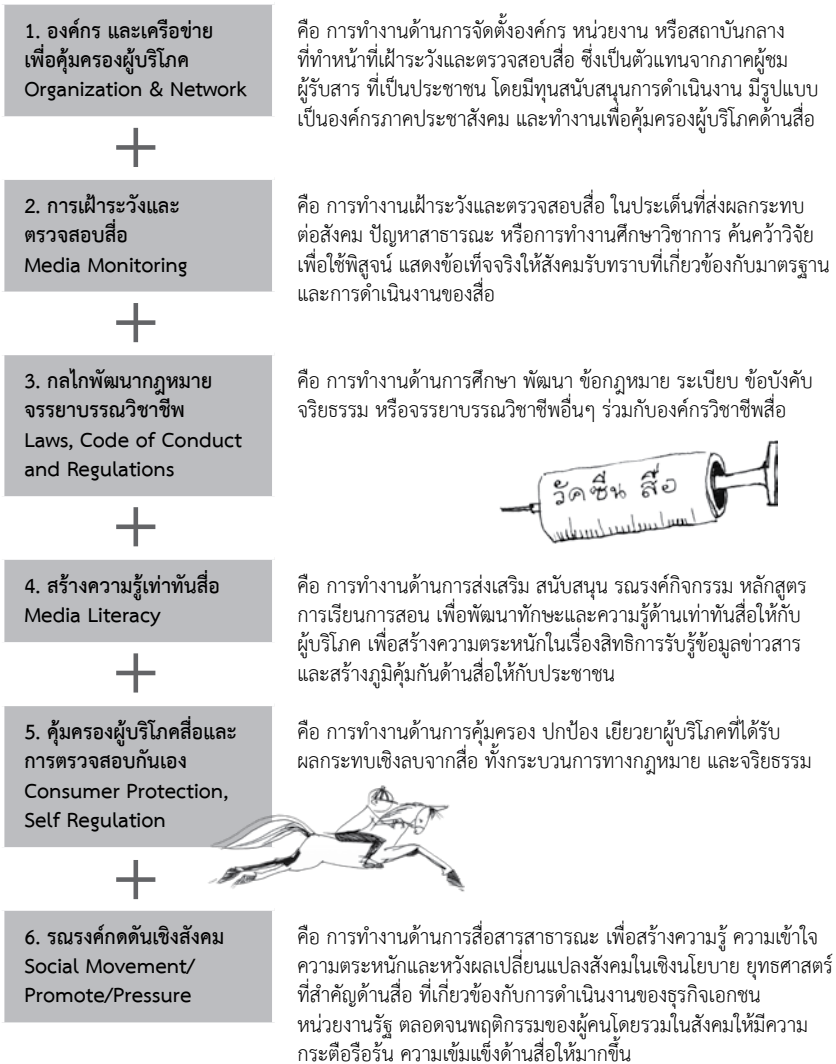 1. องค์กร และเครือข่าย
เพื่อคุ้มครองผู้บริโภค
Organization & Network
คือ การทำงานด้านการจัดตั้งองค์กร หน่วยงาน หรือสถาบันกลาง
ที่ทำหน้าที่เฝ้าระวังและตรวจสอบสื่อ ซึ่งเป็นตัวแทนจากภาคผู้ชม
ผู้รับสาร ที่เป็นประชาชน โดยมีทุนสนับสนุนการดำเนินงาน มีรูปแบบ
เป็นองค์กรภาคประชาสังคม และทำงานเพื่อคุ้มครองผู้บริโภคด้านสื่อ
+
2. การเฝ้าระวังและ
ตรวจสอบสื่อ
Media Monitoring
คือ การทำงานเฝ้าระวังและตรวจสอบสื่อ ในประเด็นที่ส่งผลกระทบ
ต่อสังคม ปัญหาสาธารณะ หรือการทำงานศึกษาวิชาการ ค้นคว้าวิจัย
เพื่อใช้พิสูจน์ แสดงข้อเท็จจริงให้สังคมรับทราบที่เกี่ยวข้องกับมาตรฐาน
และการดำเนินงานของสื่อ
+
3. กลไกพัฒนากฎหมาย
จรรยาบรรณวิชาชีพ
Laws, Code of Conduct
and Regulations
คือ การทำงานด้านการศึกษา พัฒนา ข้อกฎหมาย ระเบียบ ข้อบังคับ
จริยธรรม หรือจรรยาบรรณวิชาชีพอื่นๆ ร่วมกับองค์กรวิชาชีพสื่อ
วัคซีน สื่อ
+
4. สร้างความรู้เท่าทันสื่อ
Media Literacy
คือ การทำงานด้านการส่งเสริม สนับสนุน รณรงค์กิจกรรม หลักสูตร
การเรียนการสอน เพื่อพัฒนาทักษะและความรู้ด้านเท่าทันสื่อให้กับ
ผู้บริโภค เพื่อสร้างความตระหนักในเรื่องสิทธิการรับรู้ข้อมูลข่าวสาร
และสร้างภูมิคุ้มกันด้านสื่อให้กับประชาชน
+
5. คุ้มครองผู้บริโภคสื่อและ
การตรวจสอบกันเอง
Consumer Protection,
Self Regulation
คือ การทำงานด้านการคุ้มครอง ปกป้อง เยียวยาผู้บริโภคที่ได้รับ
ผลกระทบเชิงลบจากสื่อ ทั้งกระบวนการทางกฎหมาย และจริยธรรม
+
6. รณรงค์กดดันเชิงสังคม
Social Movement/
Promote/Pressure
คือ การทำงานด้านการสื่อสารสาธารณะ เพื่อสร้างความรู้ ความเข้าใจ
ความตระหนักและหวังผลเปลี่ยนแปลงสังคมในเชิงนโยบาย ยุทธศาสตร์
ที่สำคัญด้านสื่อ ที่เกี่ยวข้องกับการดำเนินงานของธุรกิจเอกชน
หน่วยงานรัฐ ตลอดจนพฤติกรรมของผู้คนโดยรวมในสังคมให้มีความ
กระตือรือร้น ความเข้มแข็งด้านสื่อให้มากขึ้น